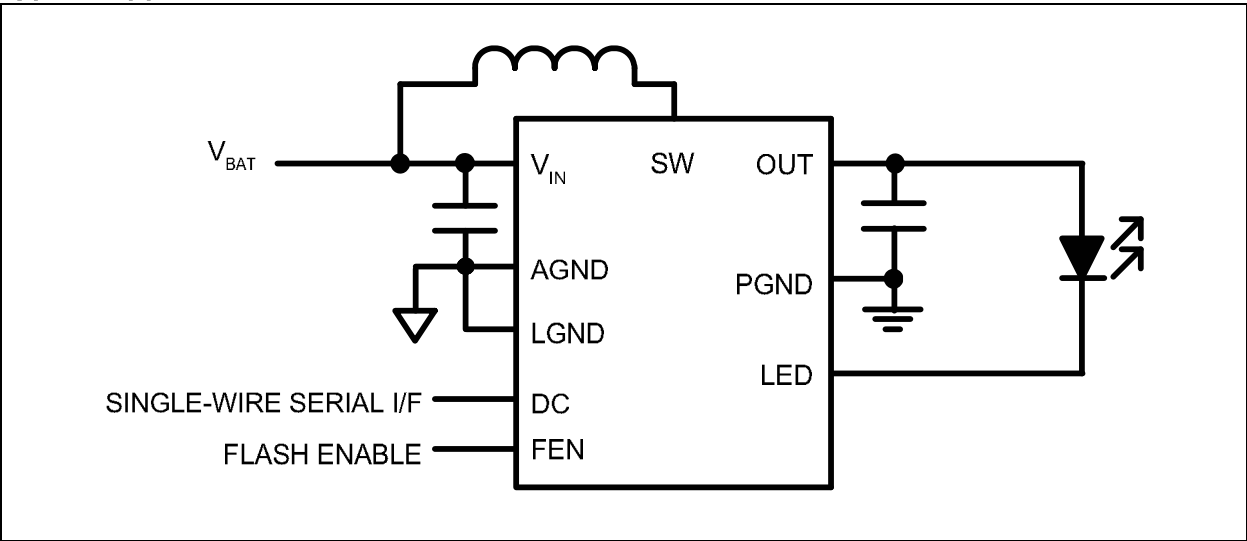 V_BAT
V_IN
SW
OUT
AGND
PGND
LGND
LED
SINGLE-WIRE SERIAL I/F
DC
FLASH ENABLE
FEN